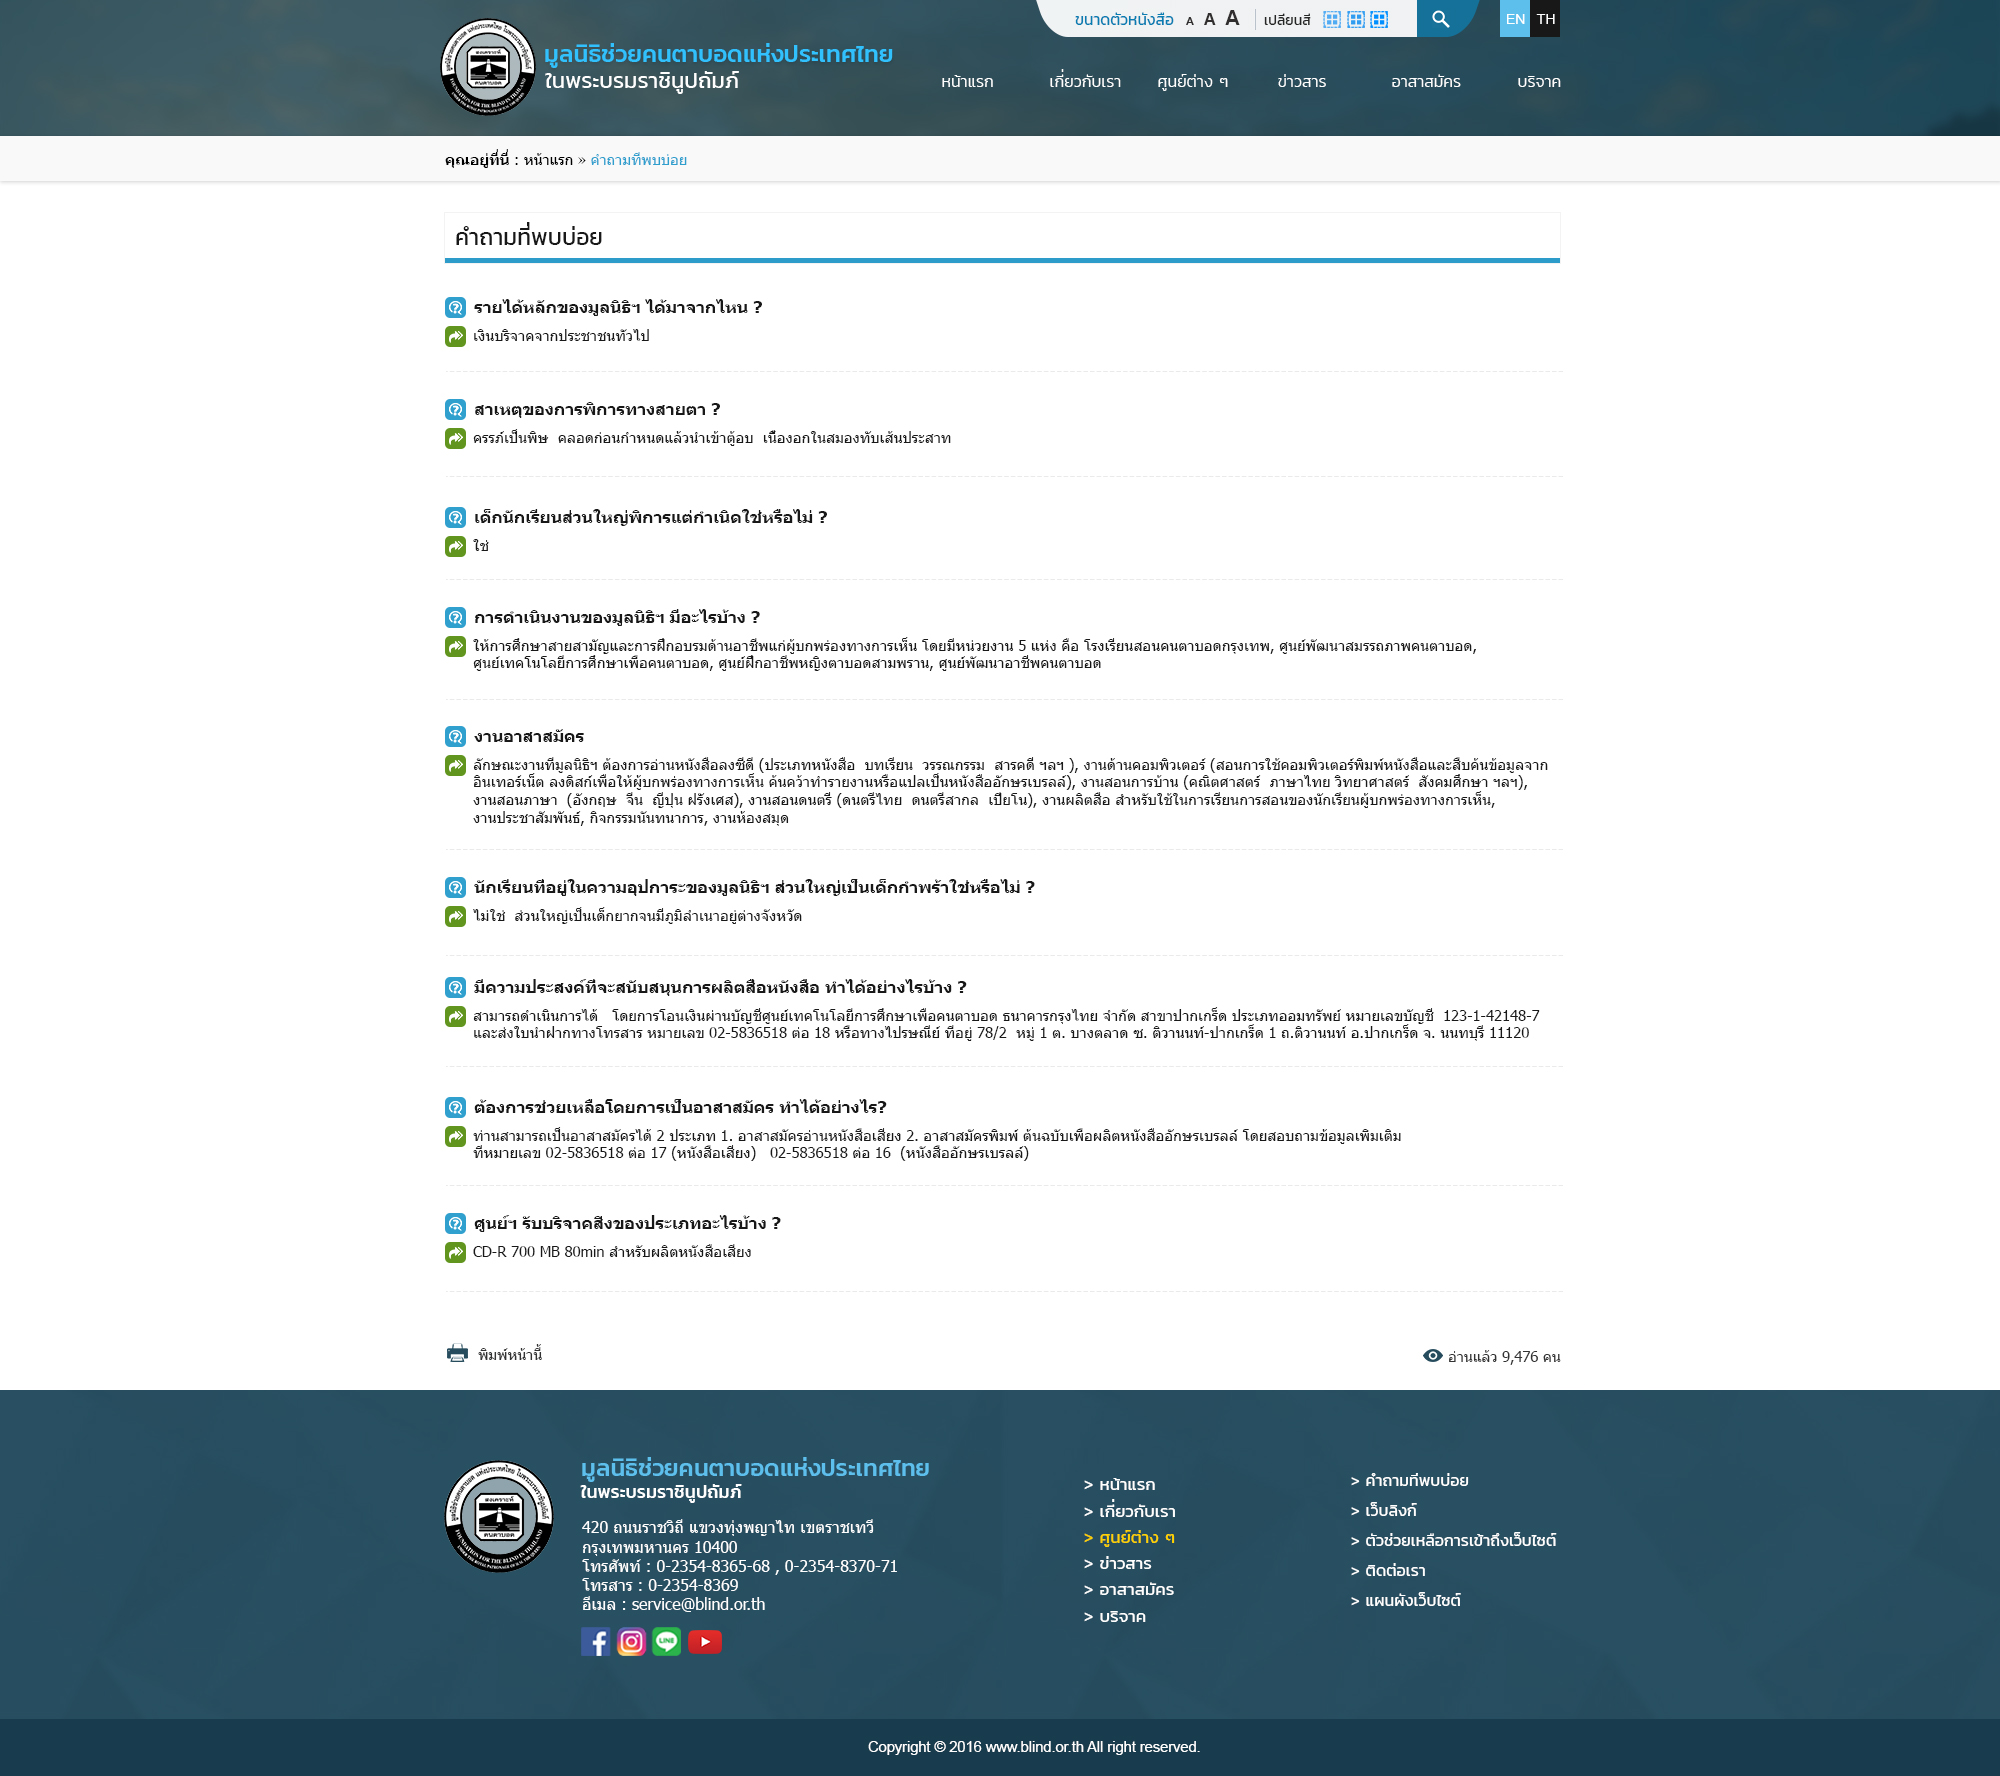 ขนาดตัวหนังสือ A A A เปลี่ยนสี
EN TH
มูลนิธิช่วยคนตาบอดแห่งประเทศไทย
ในพระบรมราชินูปถัมภ์
หน้าแรก เกี่ยวกับเรา ศูนย์ต่าง ๆ ข่าวสาร อาสาสมัคร บริจาค
คุณอยู่ที่นี่ : หน้าแรก » คำถามที่พบบ่อย
คำถามที่พบบ่อย
รายได้หลักของมูลนิธิฯ ได้มาจากไหน ?
เงินบริจาคจากประชาชนทั่วไป
สาเหตุของการพิการทางสายตา ?
ครรภ์เป็นพิษ คลอดก่อนกำหนดแล้วนำเข้าตู้อบ เนื้องอกในสมองทับเส้นประสาท
เด็กนักเรียนส่วนใหญ่พิการแต่กำเนิดใช่หรือไม่ ?
ใช่
การดำเนินงานของมูลนิธิฯ มีอะไรบ้าง ?
ให้การศึกษาสายสามัญและการฝึกอบรมด้านอาชีพแก่ผู้บกพร่องทางการเห็น โดยมีหน่วยงาน 5 แห่ง คือ โรงเรียนสอนคนตาบอดกรุงเทพ, ศูนย์พัฒนาสมรรถภาพคนตาบอด,
ศูนย์เทคโนโลยีการศึกษาเพื่อคนตาบอด, ศูนย์ฝึกอาชีพหญิงตาบอดสามพราน, ศูนย์พัฒนาอาชีพคนตาบอด
งานอาสาสมัคร
ลักษณะงานที่มูลนิธิฯ ต้องการอ่านหนังสือลงซีดี (ประเภทหนังสือ บทเรียน วรรณกรรม สารคดี ฯลฯ ), งานด้านคอมพิวเตอร์ (สอนการใช้คอมพิวเตอร์พิมพ์หนังสือและสืบค้นข้อมูลจาก
อินเทอร์เน็ต ลงดิสก์เพื่อให้ผู้บกพร่องทางการเห็น ค้นคว้าทำรายงานหรือแปลเป็นหนังสืออักษรเบรลล์), งานสอนการบ้าน (คณิตศาสตร์ ภาษาไทย วิทยาศาสตร์ สังคมศึกษา ฯลฯ),
งานสอนภาษา (อังกฤษ จีน ญี่ปุ่น ฝรั่งเศส), งานสอนดนตรี (ดนตรีไทย ดนตรีสากล เปียโน), งานผลิตสื่อ สำหรับใช้ในการเรียนการสอนของนักเรียนผู้บกพร่องทางการเห็น,
งานประชาสัมพันธ์, กิจกรรมนันทนาการ, งานห้องสมุด
นักเรียนที่อยู่ในความอุปการะของมูลนิธิฯ ส่วนใหญ่เป็นเด็กกำพร้าใช่หรือไม่ ?
ไม่ใช่ ส่วนใหญ่เป็นเด็กยากจนมีภูมิลำเนาอยู่ต่างจังหวัด
มีความประสงค์ที่จะสนับสนุนการผลิตสื่อหนังสือ ทำได้อย่างไรบ้าง ?
สามารถดำเนินการได้ โดยการโอนเงินผ่านบัญชีศูนย์เทคโนโลยีการศึกษาเพื่อคนตาบอด ธนาคารกรุงไทย จำกัด สาขาปากเกร็ด ประเภทออมทรัพย์ หมายเลขบัญชี 123-1-42148-7
และส่งใบนำฝากทางโทรสาร หมายเลข 02-5836518 ต่อ 18 หรือทางไปรษณีย์ ที่อยู่ 78/2 หมู่ 1 ต. บางตลาด ซ. ติวานนท์-ปากเกร็ด 1 ถ.ติวานนท์ อ.ปากเกร็ด จ. นนทบุรี 11120
ต้องการช่วยเหลือโดยการเป็นอาสาสมัคร ทำได้อย่างไร?
ท่านสามารถเป็นอาสาสมัครได้ 2 ประเภท 1. อาสาสมัครอ่านหนังสือเสียง 2. อาสาสมัครพิมพ์ ต้นฉบับเพื่อผลิตหนังสืออักษรเบรลล์ โดยสอบถามข้อมูลเพิ่มเติม
ที่หมายเลข 02-5836518 ต่อ 17 (หนังสือเสียง) 02-5836518 ต่อ 16 (หนังสืออักษรเบรลล์)
ศูนย์ฯ รับบริจาคสิ่งของประเภทอะไรบ้าง ?
CD-R 700 MB 80min สำหรับผลิตหนังสือเสียง
พิมพ์หน้านี้
อ่านแล้ว 9,476 คน
มูลนิธิช่วยคนตาบอดแห่งประเทศไทย
ในพระบรมราชินูปถัมภ์
420 ถนนราชวิถี แขวงทุ่งพญาไท เขตราชเทวี
กรุงเทพมหานคร 10400
โทรศัพท์ : 0-2354-8365-68 , 0-2354-8370-71
โทรสาร : 0-2354-8369
อีเมล : service@blind.or.th
LINE
> หน้าแรก
> เกี่ยวกับเรา
> ศูนย์ต่าง ๆ
> ข่าวสาร
> อาสาสมัคร
> บริจาค
> คำถามที่พบบ่อย
> เว็บลิงก์
> ตัวช่วยเหลือการเข้าถึงเว็บไซต์
> ติดต่อเรา
> แผนผังเว็บไซต์
Copyright © 2016 www.blind.or.th All right reserved.